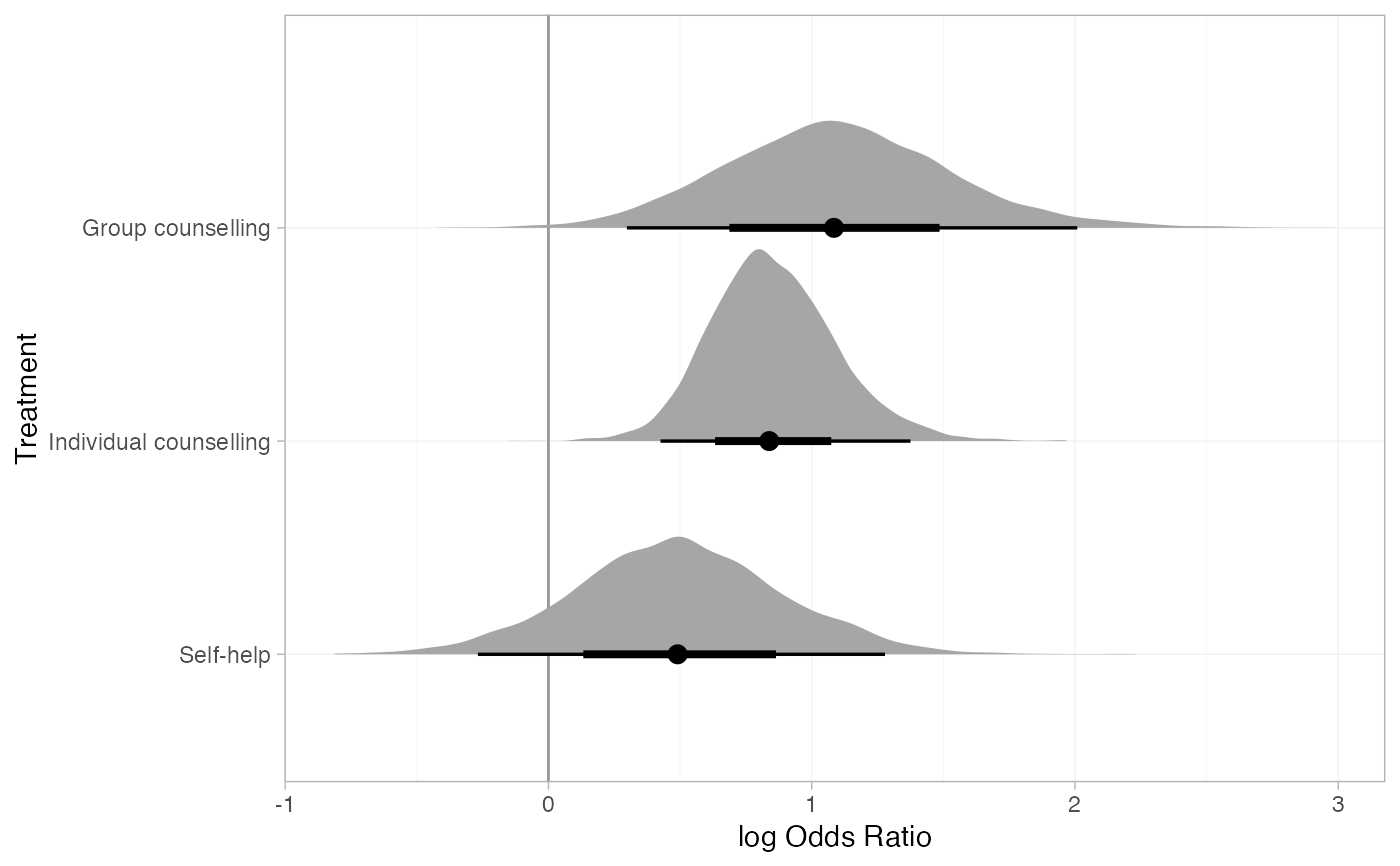 Group counselling
Individual counselling
Self-help
Treatment
-1 0 1 2 3
log Odds Ratio